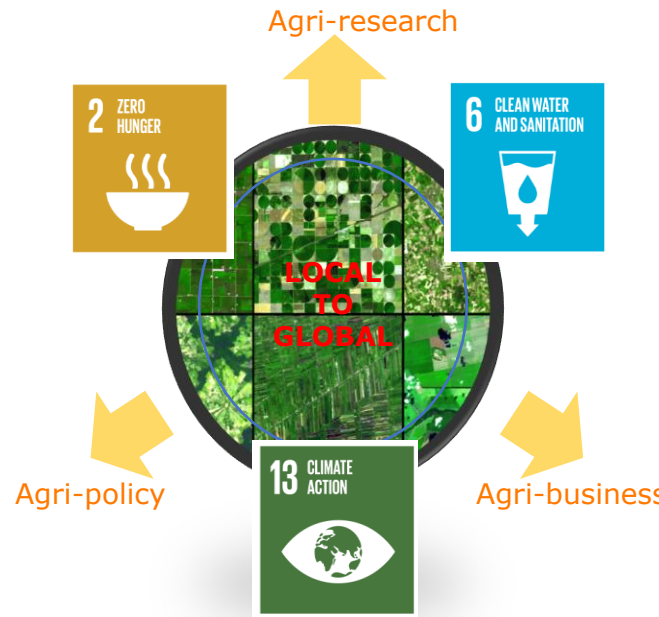 Agri-research
2 ZERO
HUNGER
6 CLEAN WATER
AND SANITATION
LOCAL
TO
GLOBAL
Agri-policy
13 CLIMATE
ACTION
Agri-business